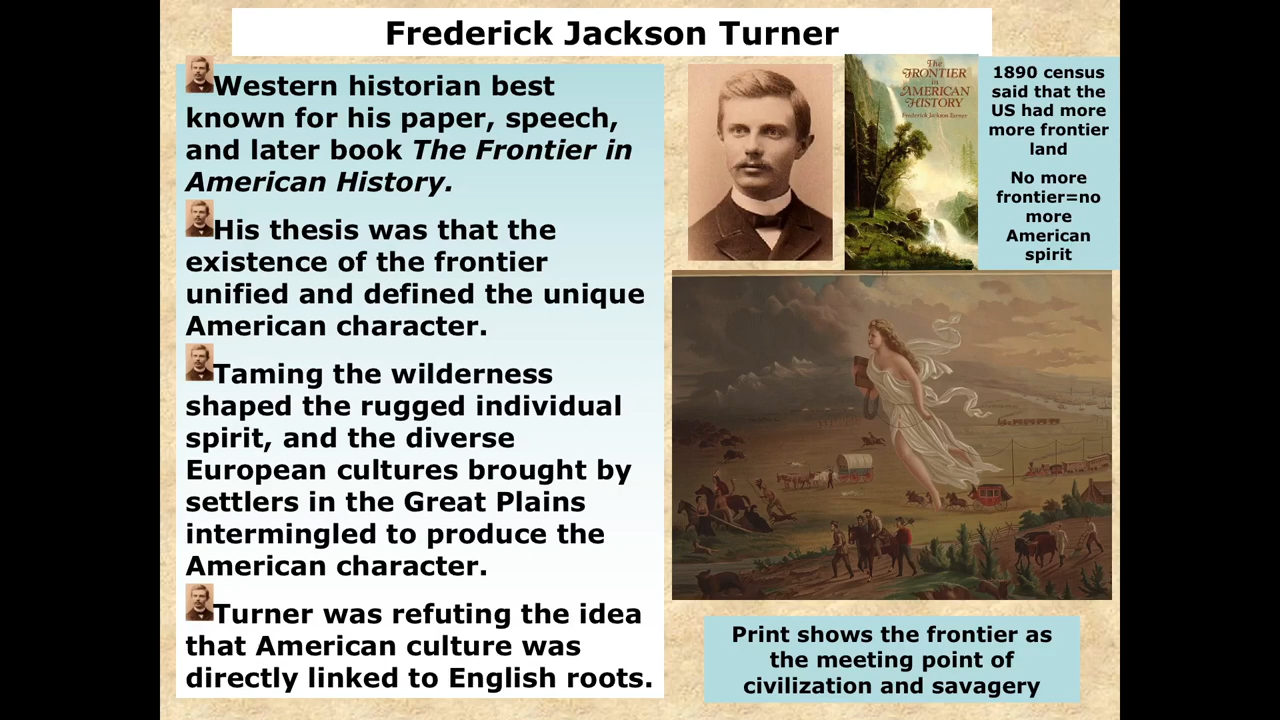 Frederick Jackson Turner
Western historian best
known for his paper, speech,
and later book The Frontier in
American History.
His thesis was that the
existence of the frontier
unified and defined the unique
American character.
Taming the wilderness
shaped the rugged individual
spirit, and the diverse
European cultures brought by
settlers in the Great Plains
intermingled to produce the
American character.
Turner was refuting the idea
that American culture was
directly linked to English roots.
The
FRONTIER
in
AMERICAN
HISTORY
Frederick Jackson Turner
1890 census
said that the
US had more
more frontier
land
No more
frontier=no
more
American
spirit
Print shows the frontier as
the meeting point of
civilization and savagery